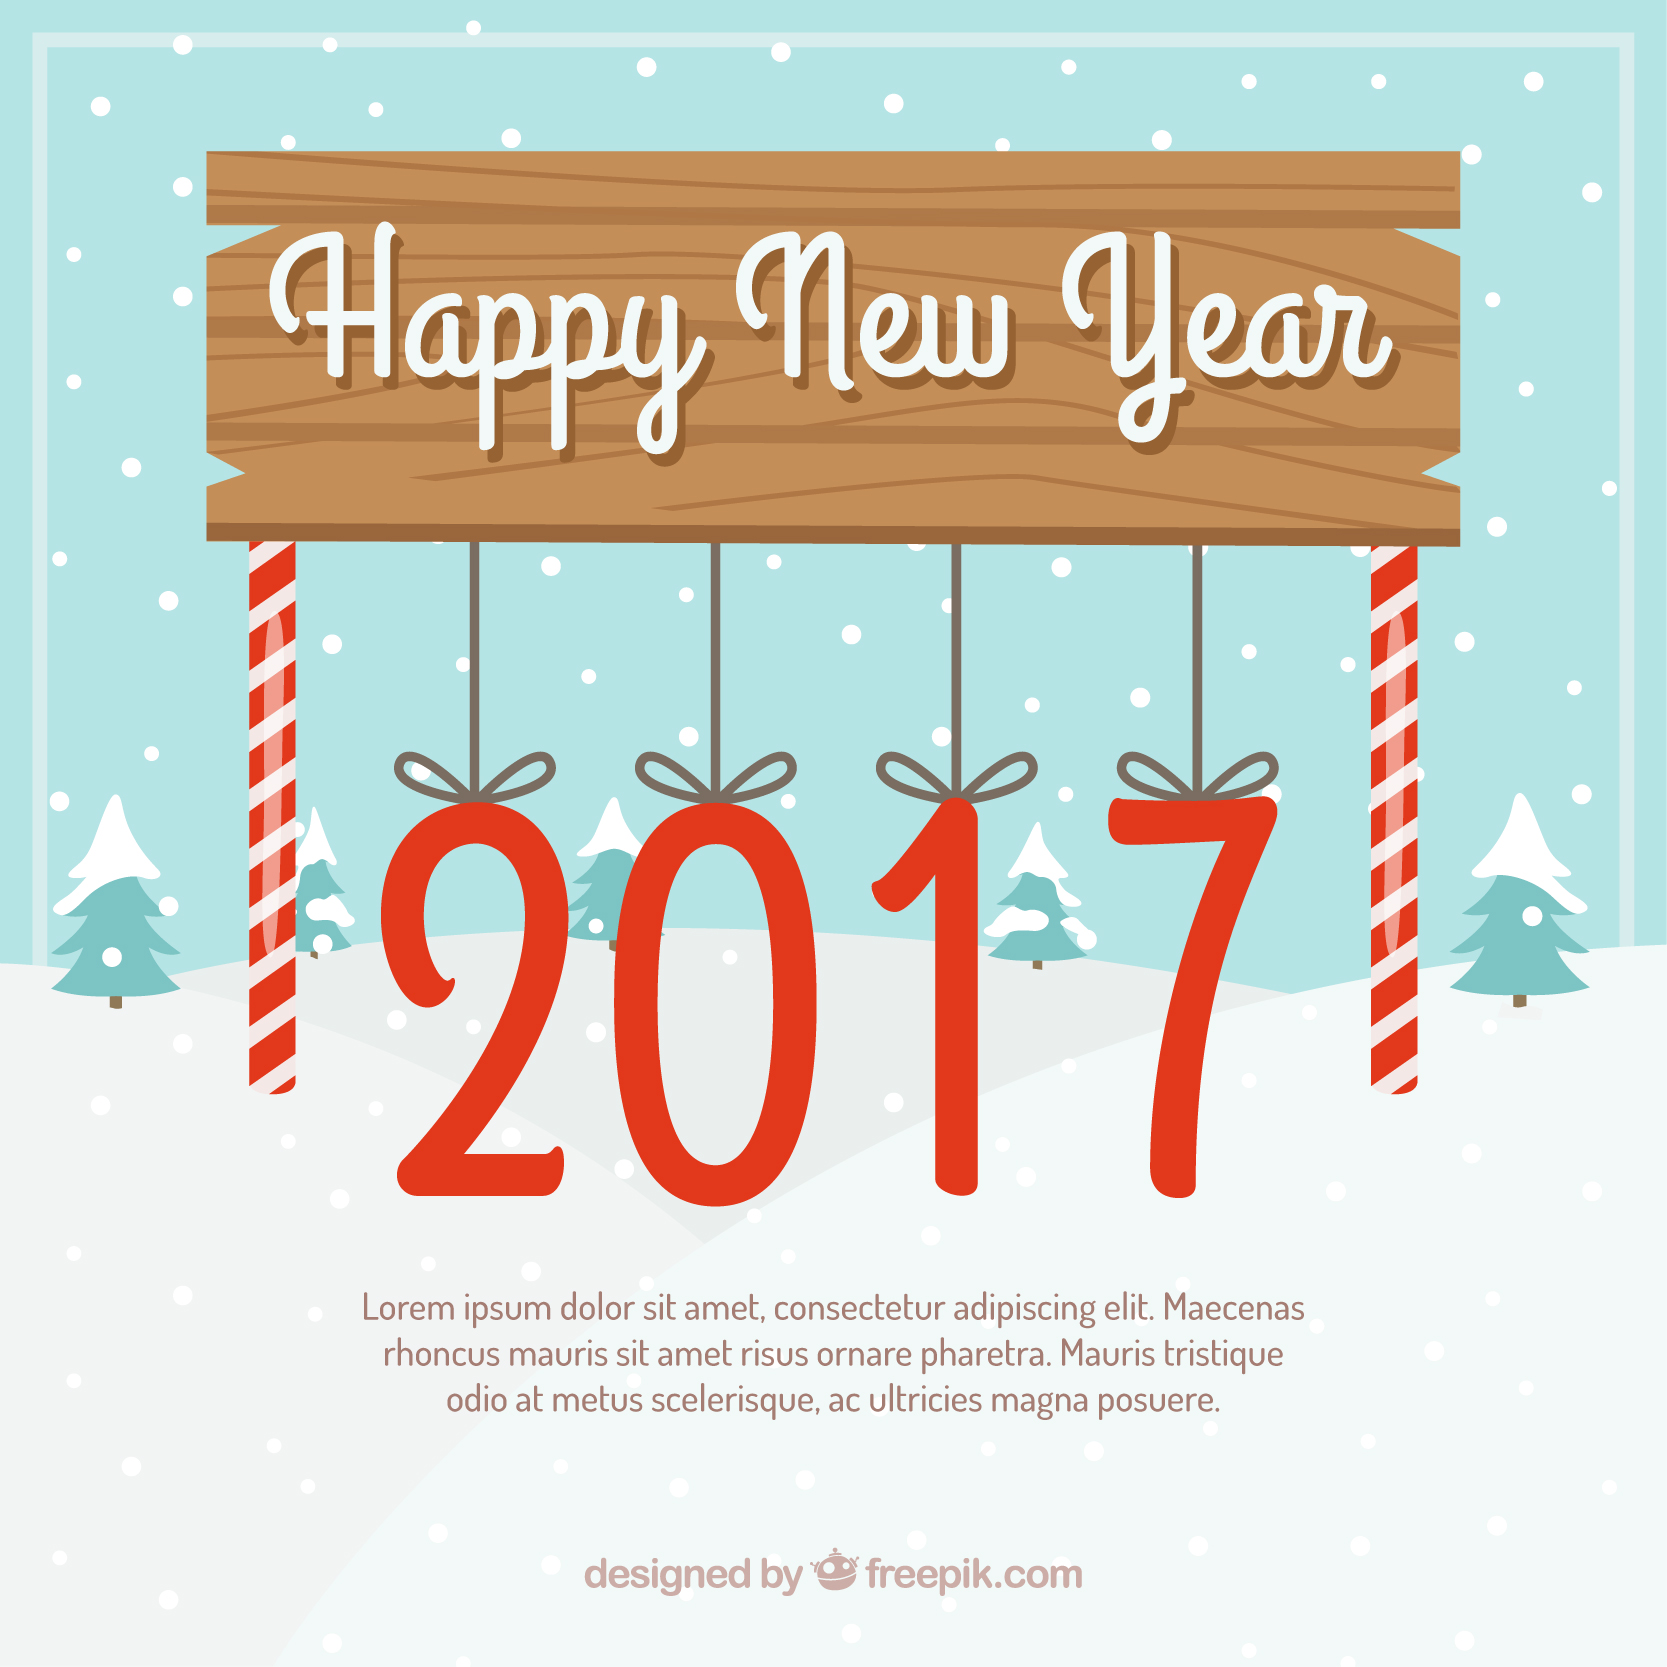 Happy New Year
2017
Lorem ipsum dolor sit amet, consectetur adipiscing elit. Maecenas
rhoncus mauris sit amet risus ornare pharetra. Mauris tristique
odio at metus scelerisque, ac ultricies magna posuere.
designed by freepik.com